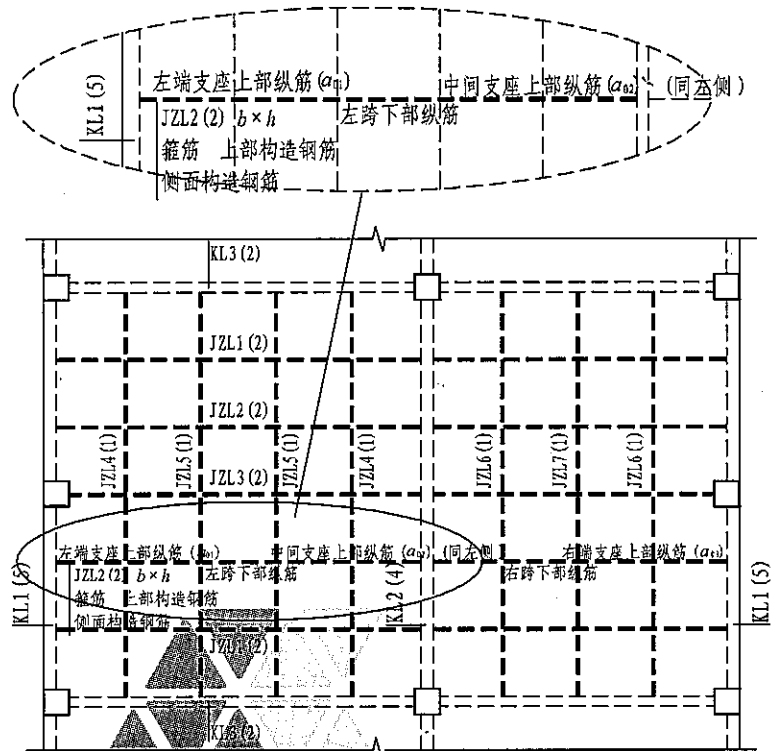 KL1(5)
左端支座上部纵筋(a01)
中间支座上部纵筋(a02)
(同左侧)
JZL2(2) b×h
左跨下部纵筋
箍筋 上部构造钢筋
侧面构造钢筋
KL3(2)
JZL1(2)
JZL2(2)
JZL4(1)
JZL5(1)
JZL5(1)
JZL4(1)
JZL6(1)
JZL7(1)
JZL6(1)
JZL3(2)
左端支座上部纵筋(a01)
中间支座上部纵筋(a02)
(同左侧
右端支座上部纵筋(a03)
JZL2(2) b×h
左跨下部纵筋
右跨下部纵筋
箍筋 上部构造钢筋
侧面构造钢筋
KL1(5)
KL2(4)
KL1(5)
JZL1(2)
KL3(2)